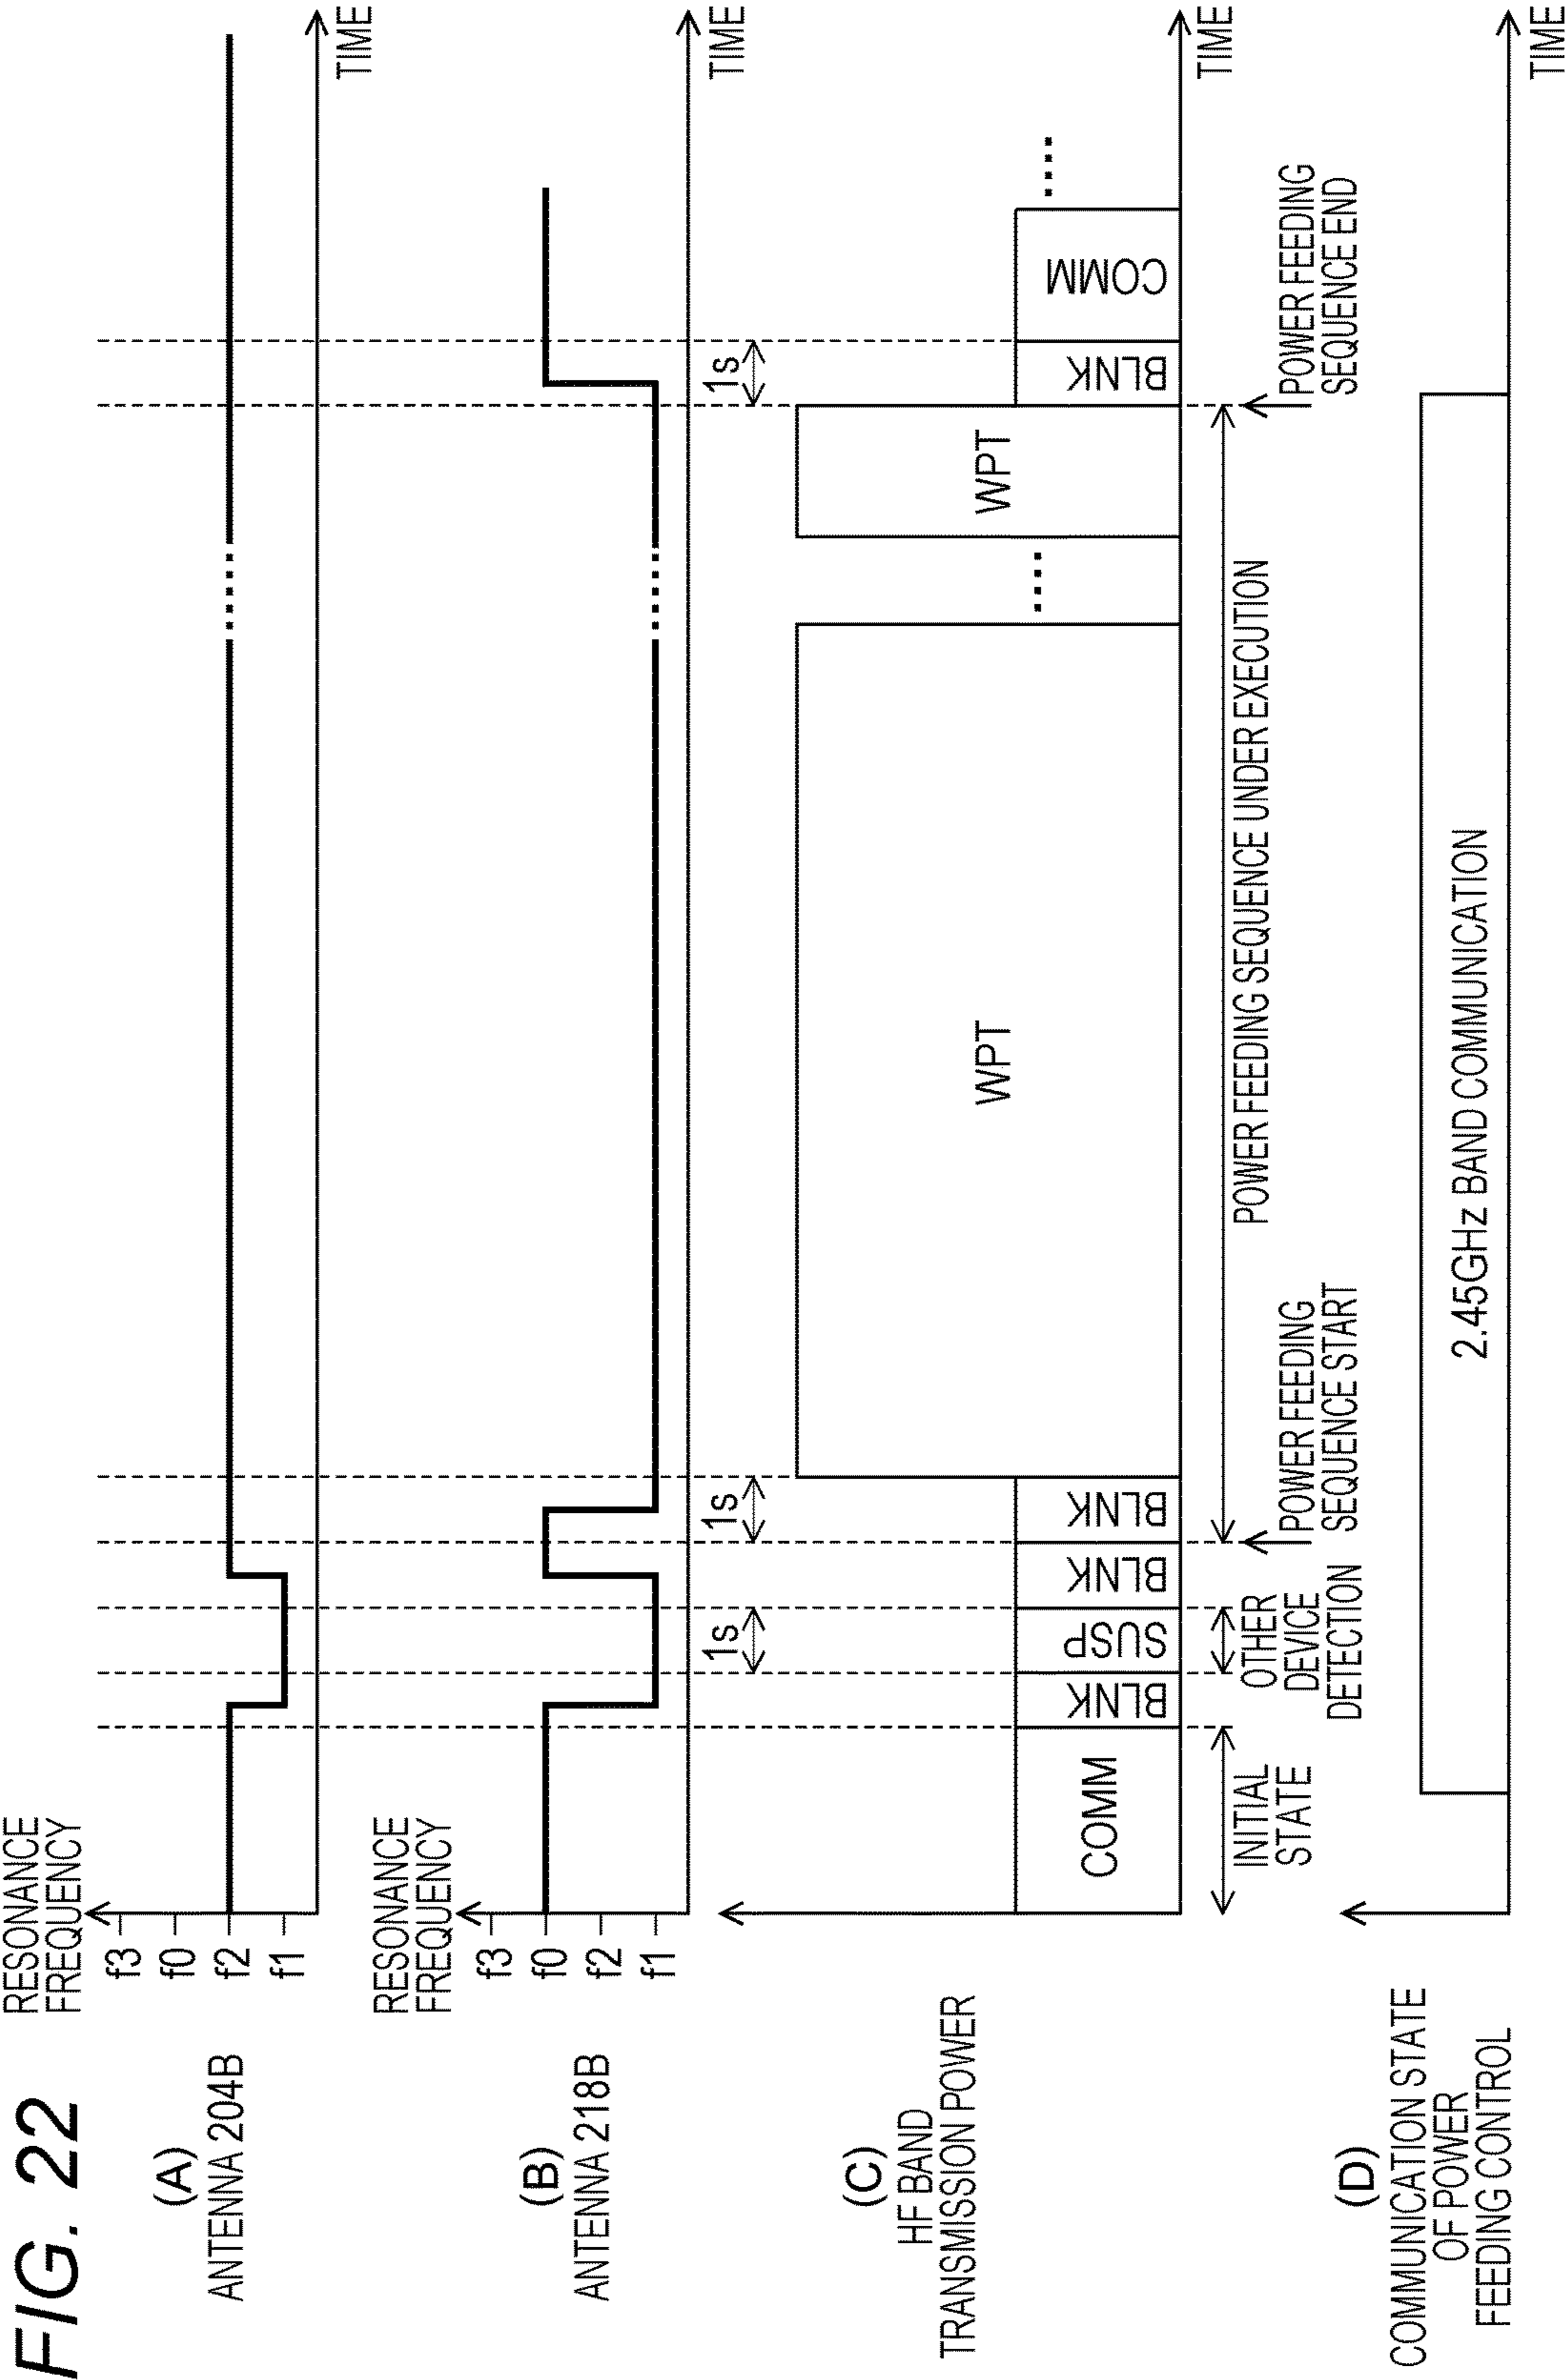 FIG. 22
RESONANCE
FREQUENCY
(A)
ANTENNA 204B
f3
f0
f2
f1
TIME
RESONANCE
FREQUENCY
(B)
ANTENNA 218B
f3
f0
f2
f1
TIME
(C)
HF BAND
TRANSMISSION POWER
1s
1s
1s
COMM
BLNK
SUSP
BLNK
BLNK
WPT
WPT
BLNK
COMM
TIME
INITIAL
STATE
OTHER
DEVICE
DETECTION
POWER FEEDING SEQUENCE UNDER EXECUTION
POWER FEEDING
SEQUENCE START
POWER FEEDING
SEQUENCE END
(D)
COMMUNICATION STATE
OF POWER
FEEDING CONTROL
2.45GHz BAND COMMUNICATION
TIME